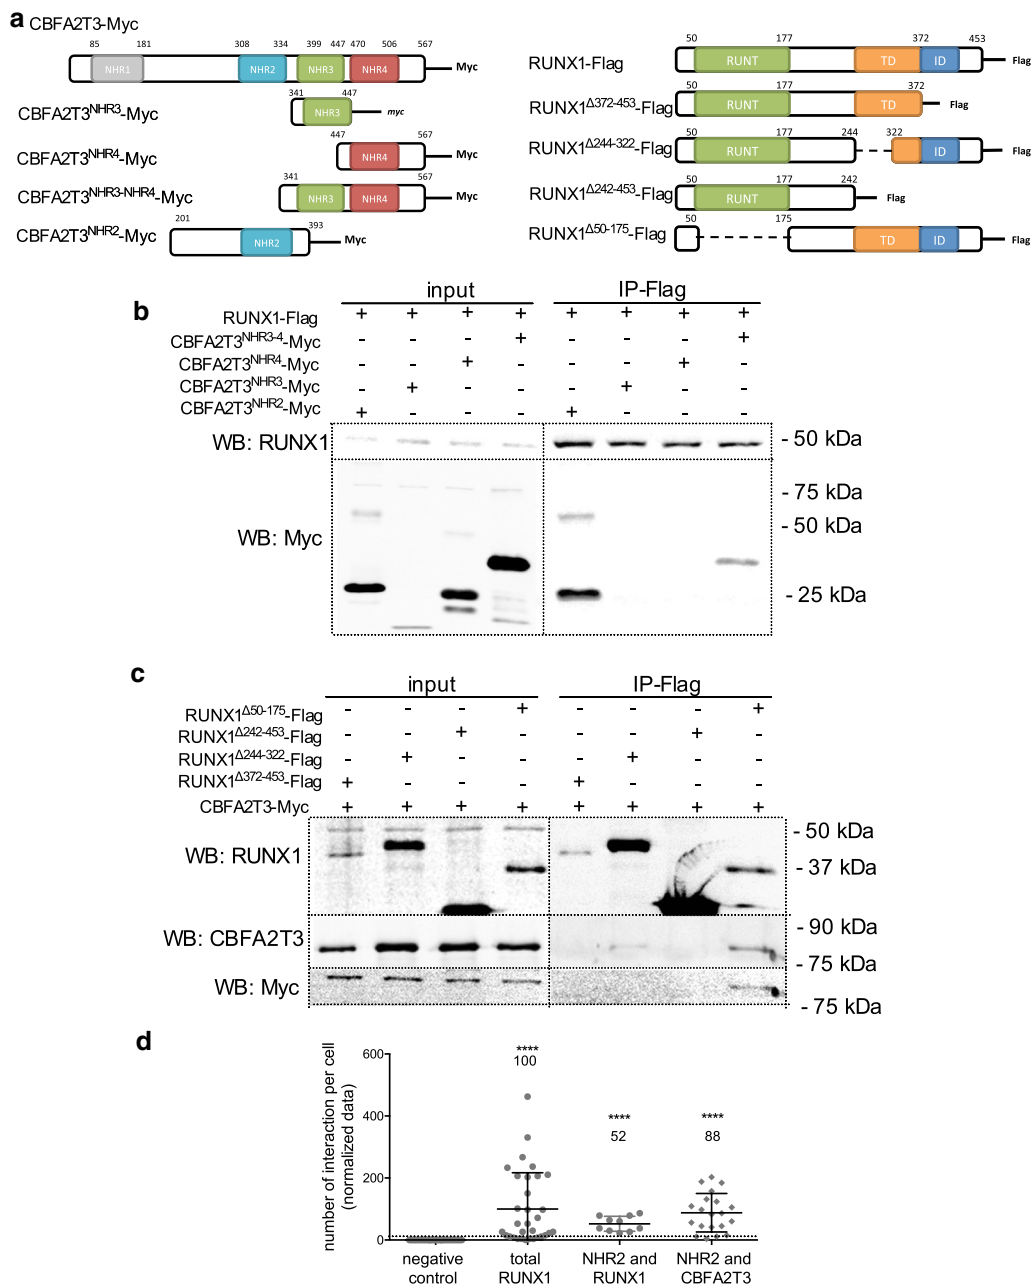 a
CBFA2T3-Myc
85 181 308 334 399 447 470 506 567
NHR1 NHR2 NHR3 NHR4 Myc
341 447
CBFA2T3NHR3-Myc NHR3 myc
447 567
CBFA2T3NHR4-Myc NHR4 Myc
341 567
CBFA2T3NHR3-NHR4-Myc NHR3 NHR4 Myc
201 393
CBFA2T3NHR2-Myc NHR2 Myc
50 177 372 453
RUNX1-Flag RUNT TD ID Flag
50 177 372
RUNX1Δ372-453-Flag RUNT TD Flag
50 177 244 322
RUNX1Δ244-322-Flag RUNT ID Flag
50 177 242
RUNX1Δ242-453-Flag RUNT Flag
50 175
RUNX1Δ50-175-Flag TD ID Flag
b
input IP-Flag
RUNX1-Flag + + + + + + + +
CBFA2T3NHR3-4-Myc - - - + - - - +
CBFA2T3NHR4-Myc - - + - - - + -
CBFA2T3NHR3-Myc - + - - - + - -
CBFA2T3NHR2-Myc + - - - + - - -
WB: RUNX1 - 50 kDa
- 75 kDa
- 50 kDa
WB: Myc
- 25 kDa
c
input IP-Flag
RUNX1Δ50-175-Flag - - - + - - - +
RUNX1Δ242-453-Flag - - + - - - + -
RUNX1Δ244-322-Flag - + - - - + - -
RUNX1Δ372-453-Flag + - - - + - - -
CBFA2T3-Myc + + + + + + + +
- 50 kDa
WB: RUNX1
- 37 kDa
- 90 kDa
WB: CBFA2T3
- 75 kDa
WB: Myc
- 75 kDa
d
number of interaction per cell
(normalized data)
600
400
200
0
****
100
****
52
****
88
negative
control
total
RUNX1
NHR2 and
RUNX1
NHR2 and
CBFA2T3